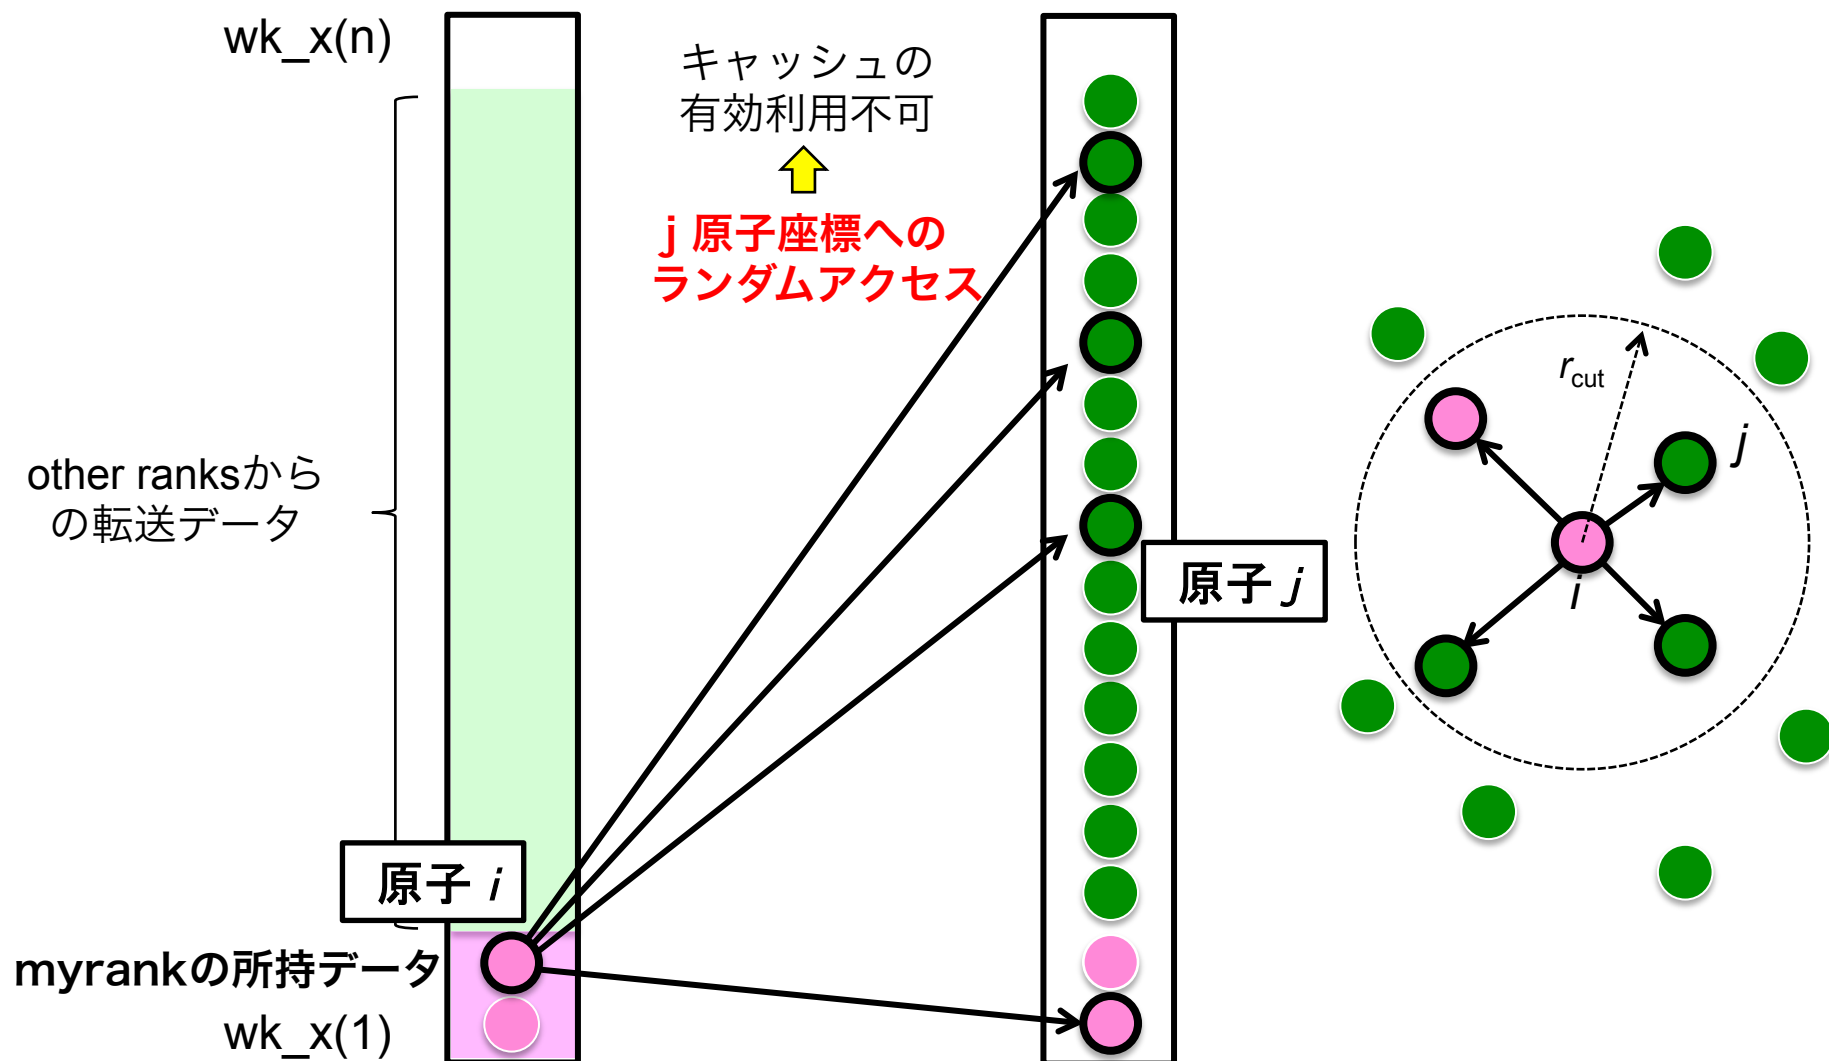 wk_x(n)
キャッシュの
有効利用不可
j 原子座標への
ランダムアクセス
other ranksから
の転送データ
原子 i
myrankの所持データ
wk_x(1)
原子 j
rcut
j
i